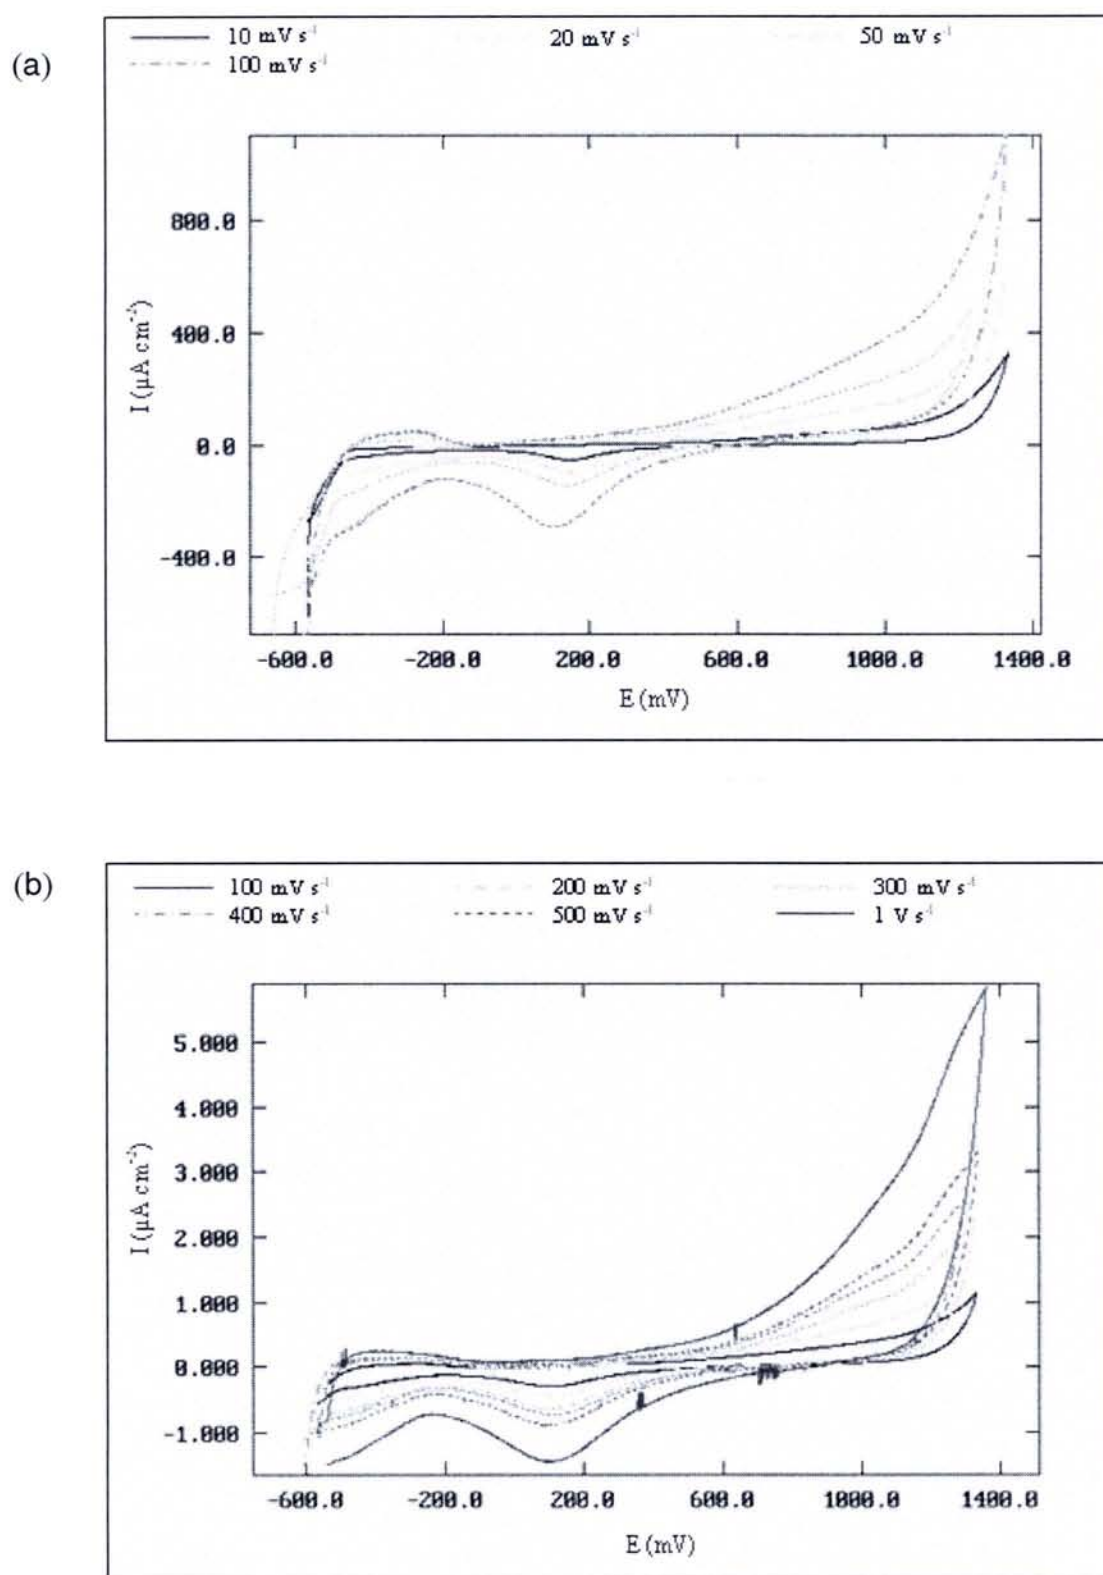 (a)
10 mV s⁻¹ 20 mV s⁻¹ 50 mV s⁻¹
100 mV s⁻¹
800.0
400.0
0.0
-400.0
I (µA cm⁻²)
-600.0 -200.0 200.0 600.0 1000.0 1400.0
E (mV)
(b)
100 mV s⁻¹ 200 mV s⁻¹ 300 mV s⁻¹
400 mV s⁻¹ 500 mV s⁻¹ 1 V s⁻¹
5.000
4.000
3.000
2.000
1.000
0.000
-1.000
I (µA cm⁻²)
-600.0 -200.0 200.0 600.0 1000.0 1400.0
E (mV)